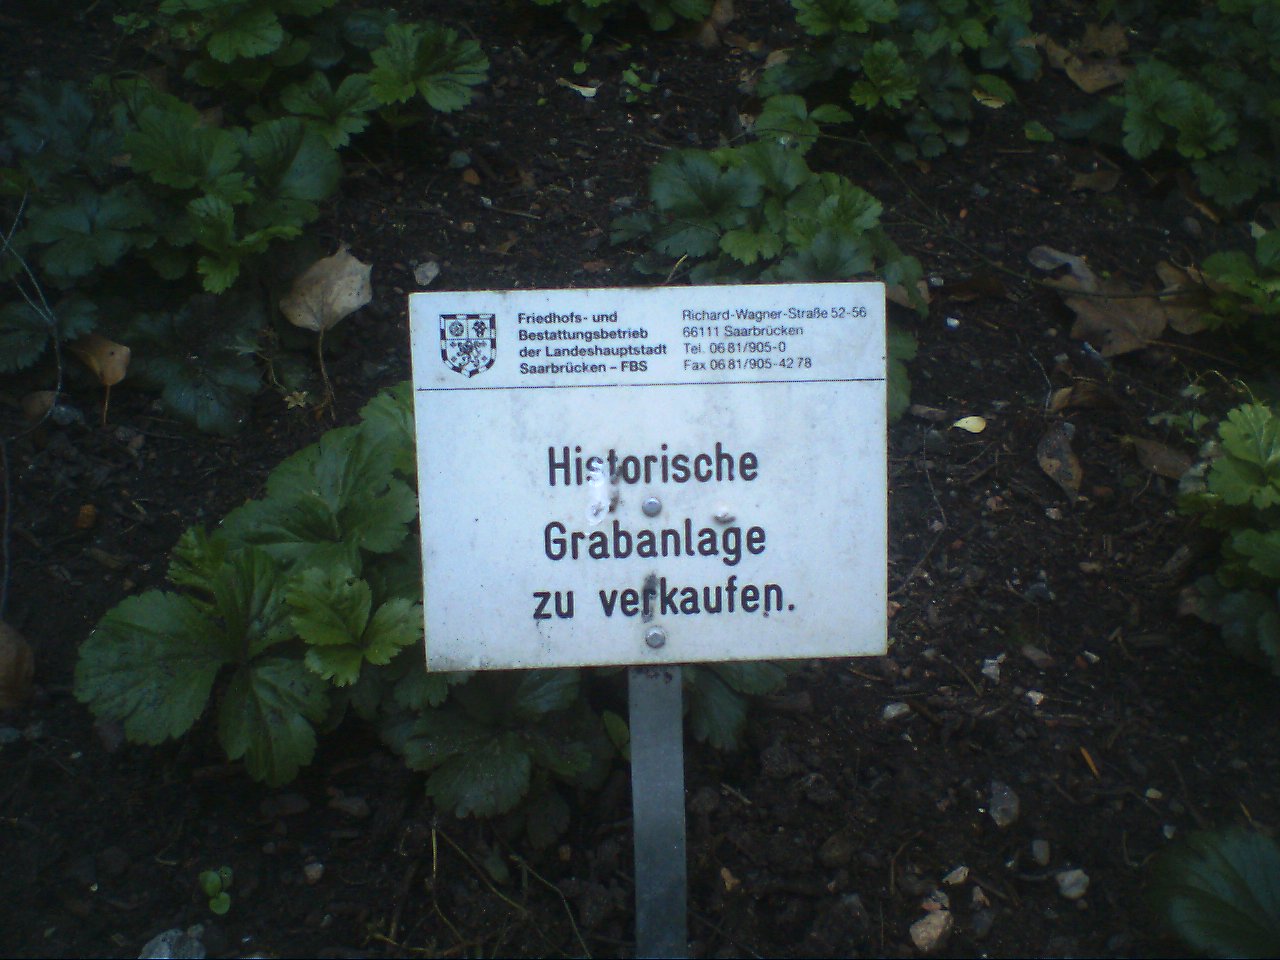 Friedhofs- und
Bestattungsbetrieb
der Landeshauptstadt
Saarbrücken – FBS
Richard-Wagner-Straße 52-56
66111 Saarbrücken
Tel. 06 81/905-0
Fax 06 81/905-42 78
Historische
Grabanlage
zu verkaufen.